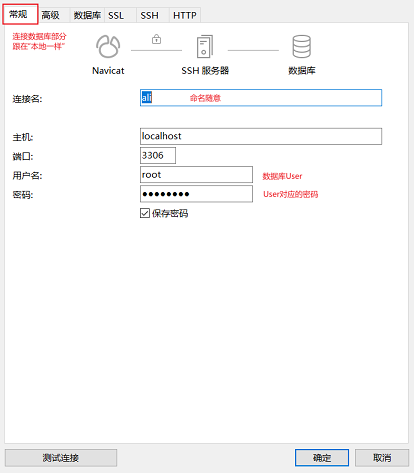 常规 高级 数据库 SSL SSH HTTP
连接数据库部分
跟在"本地一样"
Navicat SSH 服务器 数据库
连接名: ali 命名随意
主机: localhost
端口: 3306
用户名: root 数据库User
密码: ●●●●●●●● User对应的密码
保存密码
测试连接 确定 取消